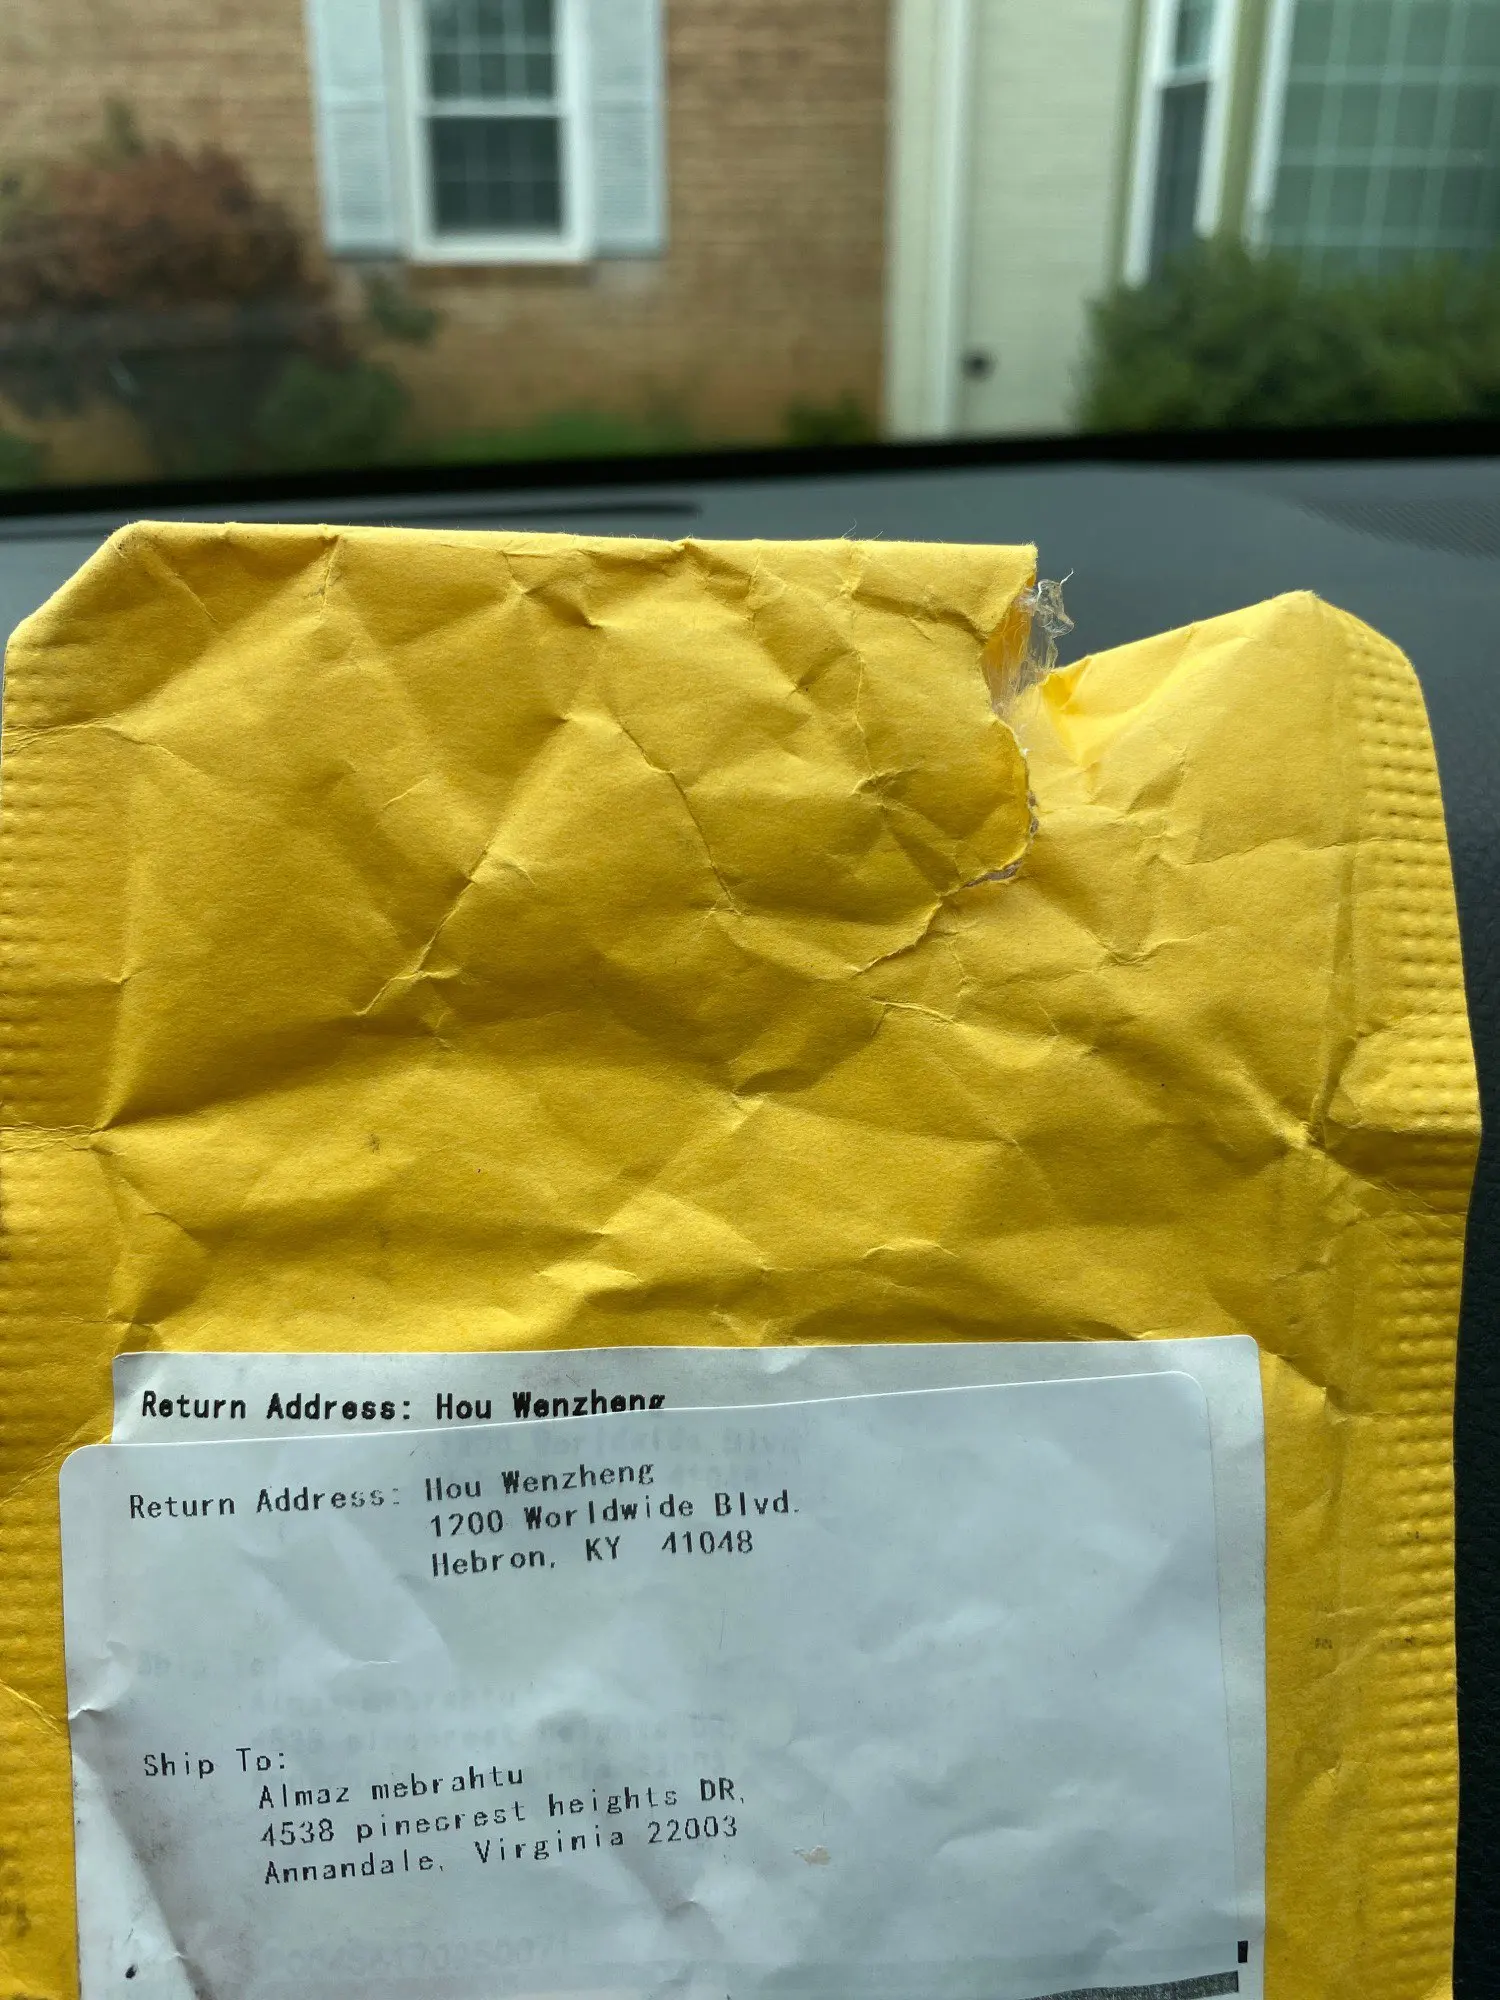 Return Address: Hou Wenzheng
Return Address: Hou Wenzheng
1200 Worldwide Blvd.
Hebron, KY 41048
Ship To:
Almaz mebrahtu
4538 pinecrest heights DR,
Annandale, Virginia 22003